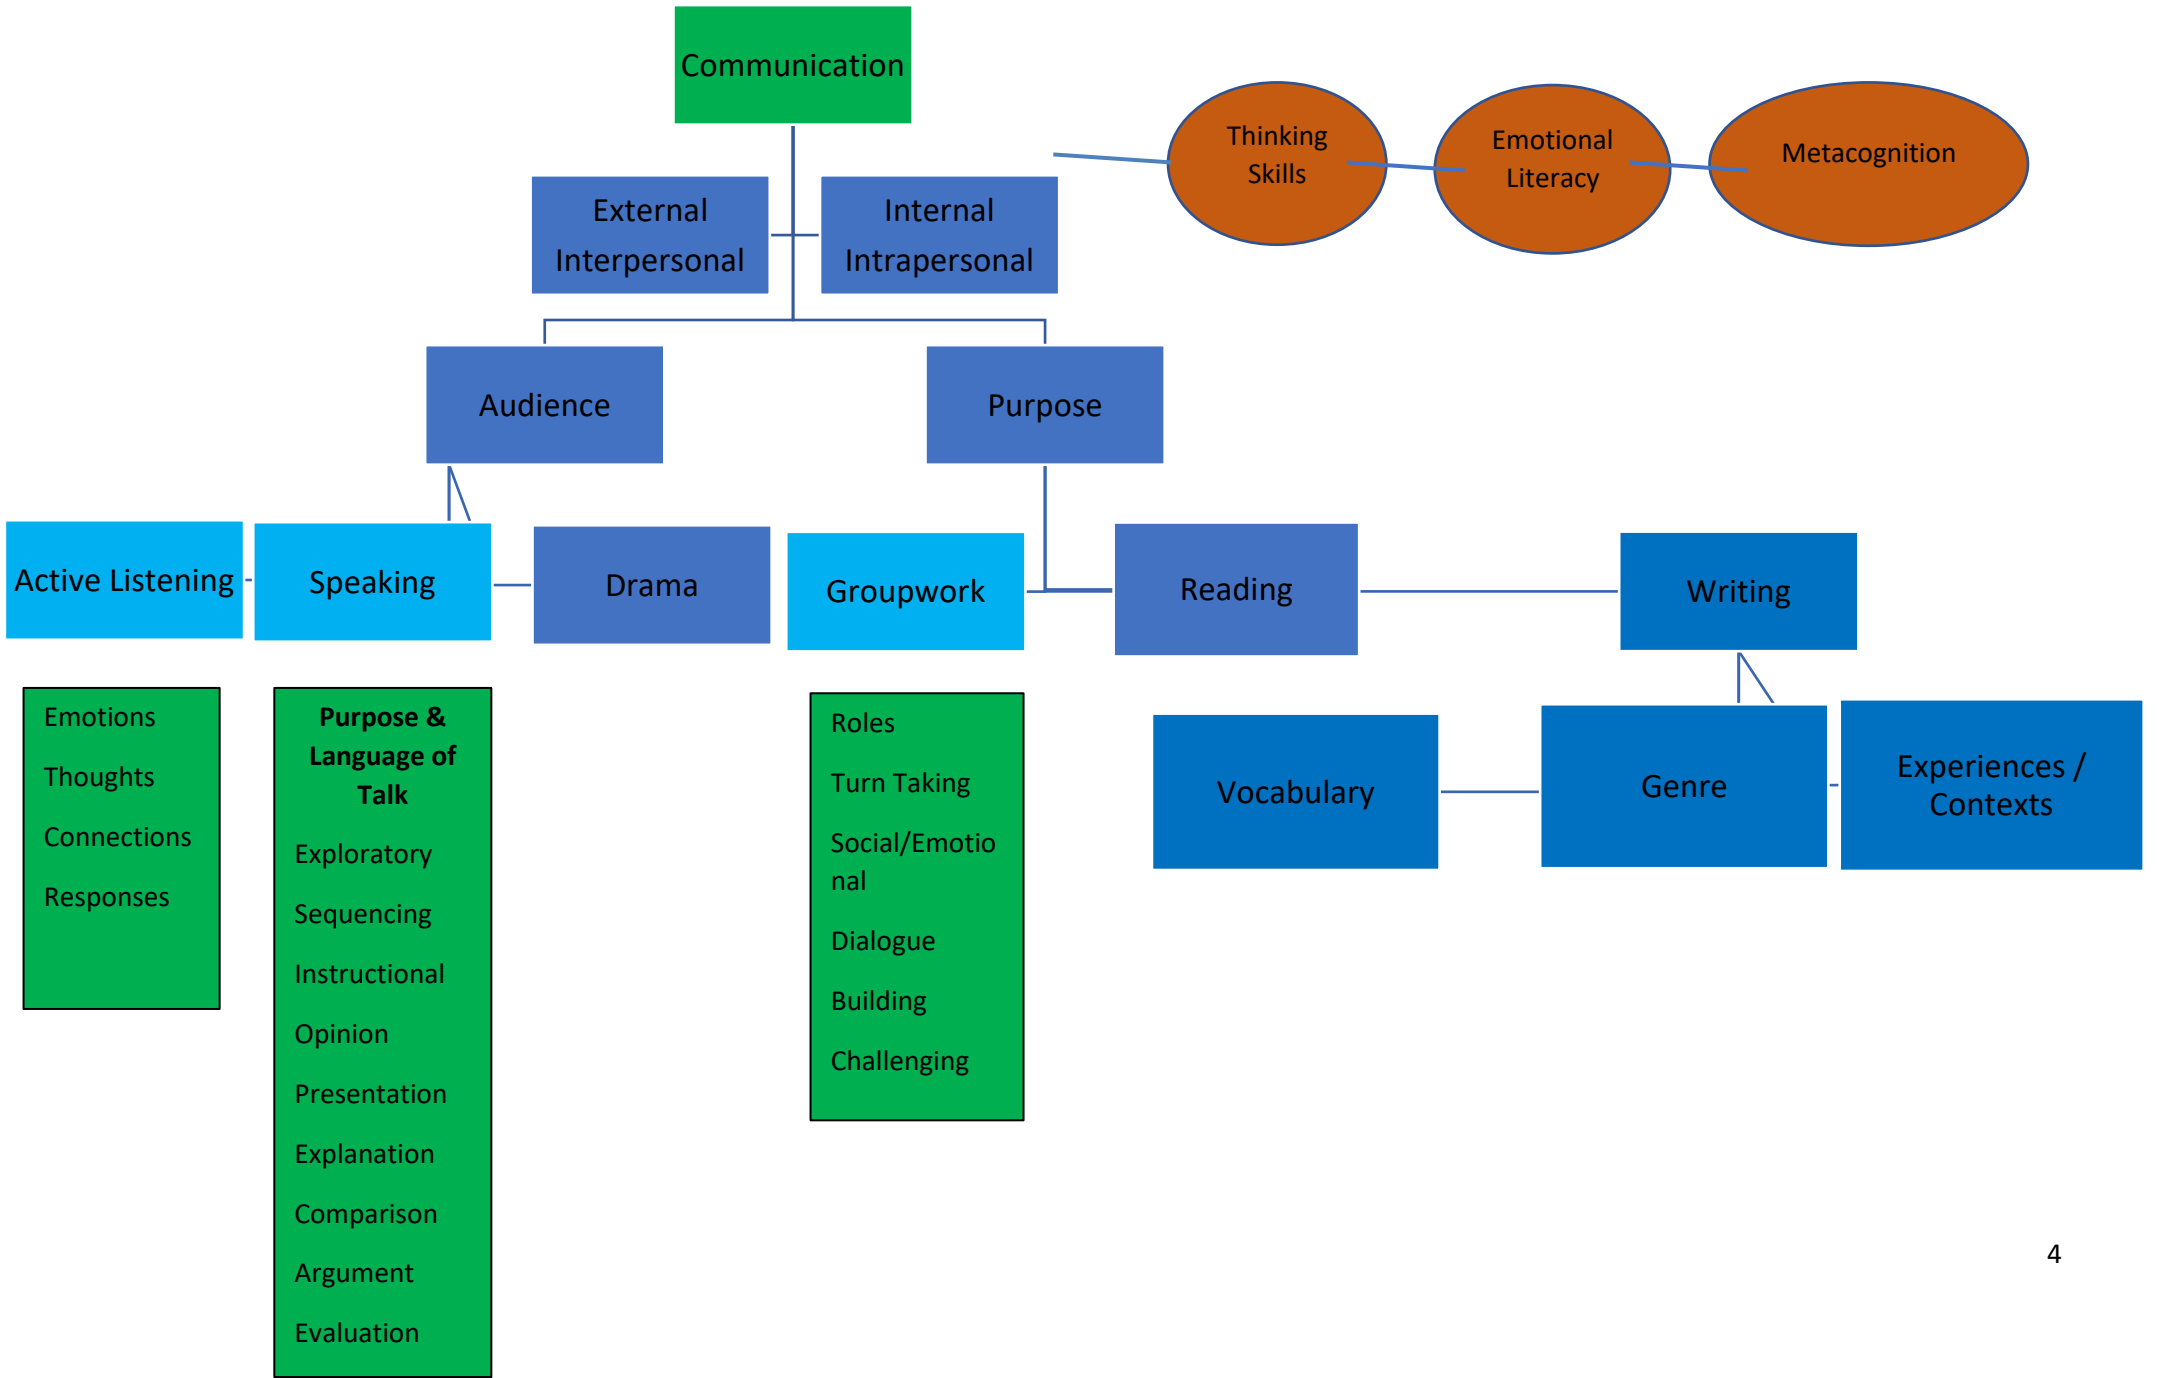 Communication
Thinking
Skills
Emotional
Literacy
Metacognition
External
Interpersonal
Internal
Intrapersonal
Audience
Purpose
Active Listening
Speaking
Drama
Groupwork
Reading
Writing
Emotions
Thoughts
Connections
Responses
Purpose &
Language of
Talk
Exploratory
Sequencing
Instructional
Opinion
Presentation
Explanation
Comparison
Argument
Evaluation
Roles
Turn Taking
Social/Emotio
nal
Dialogue
Building
Challenging
Vocabulary
Genre
Experiences /
Contexts
4